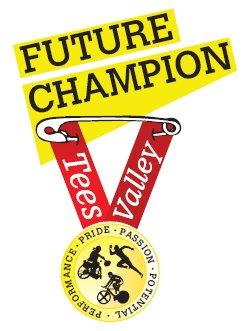 FUTURE
CHAMPION
Tees
Valley
PERFORMANCE · PRIDE · PASSION · POTENTIAL ·